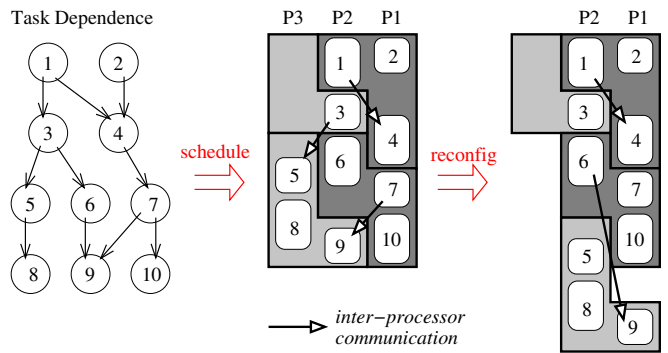 Task Dependence
P3 P2 P1
P2 P1
1 2
1 2
1 2
3 4
3 4
3 4
schedule
reconfig
5 6 7
5 6 7
6 7
8 9 10
8 9 10
5 10
8 9
inter−processor
communication